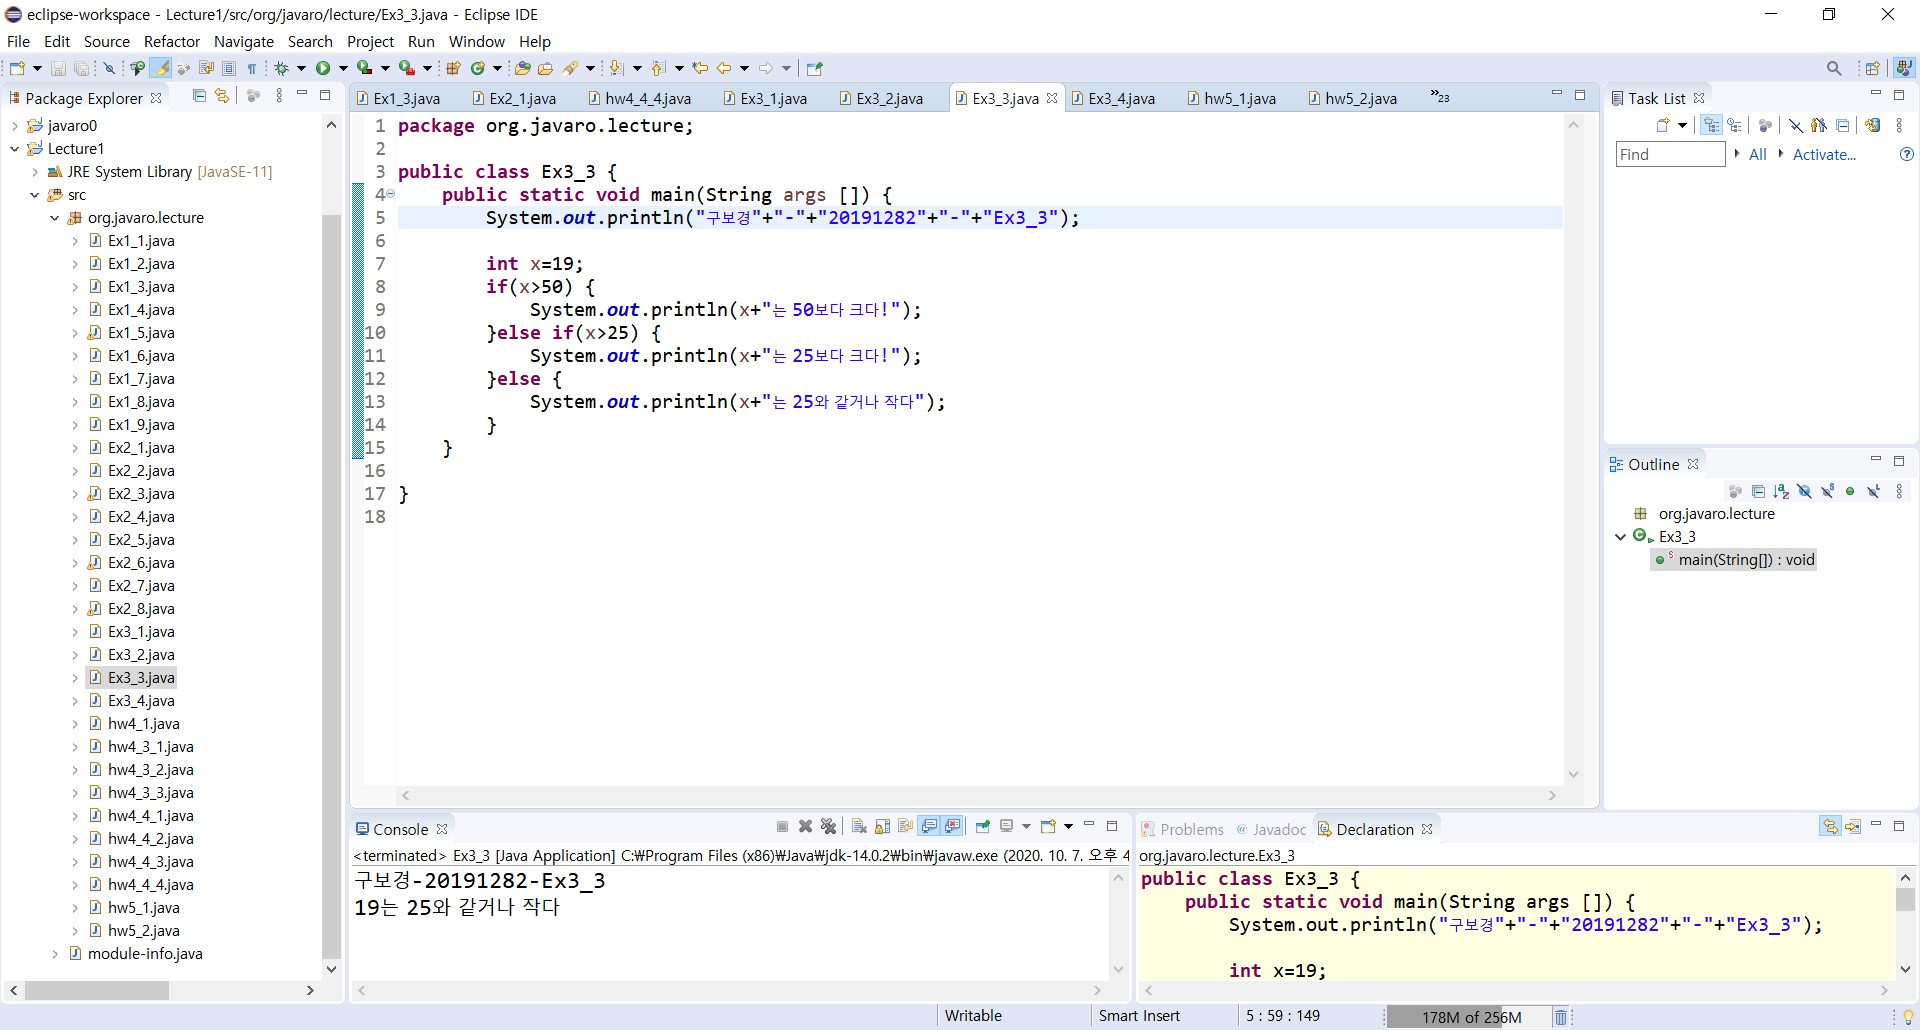 eclipse-workspace - Lecture1/src/org/javaro/lecture/Ex3_3.java - Eclipse IDE
File Edit Source Refactor Navigate Search Project Run Window Help
Package Explorer
javaro0
Lecture1
JRE System Library [JavaSE-11]
src
org.javaro.lecture
Ex1_1.java
Ex1_2.java
Ex1_3.java
Ex1_4.java
Ex1_5.java
Ex1_6.java
Ex1_7.java
Ex1_8.java
Ex1_9.java
Ex2_1.java
Ex2_2.java
Ex2_3.java
Ex2_4.java
Ex2_5.java
Ex2_6.java
Ex2_7.java
Ex2_8.java
Ex3_1.java
Ex3_2.java
Ex3_3.java
Ex3_4.java
hw4_1.java
hw4_3_1.java
hw4_3_2.java
hw4_3_3.java
hw4_4_1.java
hw4_4_2.java
hw4_4_3.java
hw4_4_4.java
hw5_1.java
hw5_2.java
module-info.java
Ex1_3.java Ex2_1.java hw4_4_4.java Ex3_1.java Ex3_2.java Ex3_3.java Ex3_4.java hw5_1.java hw5_2.java »23
1 package org.javaro.lecture;
2
3 public class Ex3_3 {
4 public static void main(String args []) {
5 System.out.println("구보경"+"-"+"20191282"+"-"+"Ex3_3");
6
7 int x=19;
8 if(x>50) {
9 System.out.println(x+"는 50보다 크다!");
10 }else if(x>25) {
11 System.out.println(x+"는 25보다 크다!");
12 }else {
13 System.out.println(x+"는 25와 같거나 작다");
14 }
15 }
16
17 }
18
Task List
Find All Activate...
Outline
org.javaro.lecture
Ex3_3
main(String[]) : void
Console
<terminated> Ex3_3 [Java Application] C:₩Program Files (x86)₩Java₩jdk-14.0.2₩bin₩javaw.exe (2020. 10. 7. 오후 4
구보경-20191282-Ex3_3
19는 25와 같거나 작다
Problems @ Javadoc Declaration
org.javaro.lecture.Ex3_3
public class Ex3_3 {
public static void main(String args []) {
System.out.println("구보경"+"-"+"20191282"+"-"+"Ex3_3");
int x=19;
Writable Smart Insert 5 : 59 : 149 178M of 256M